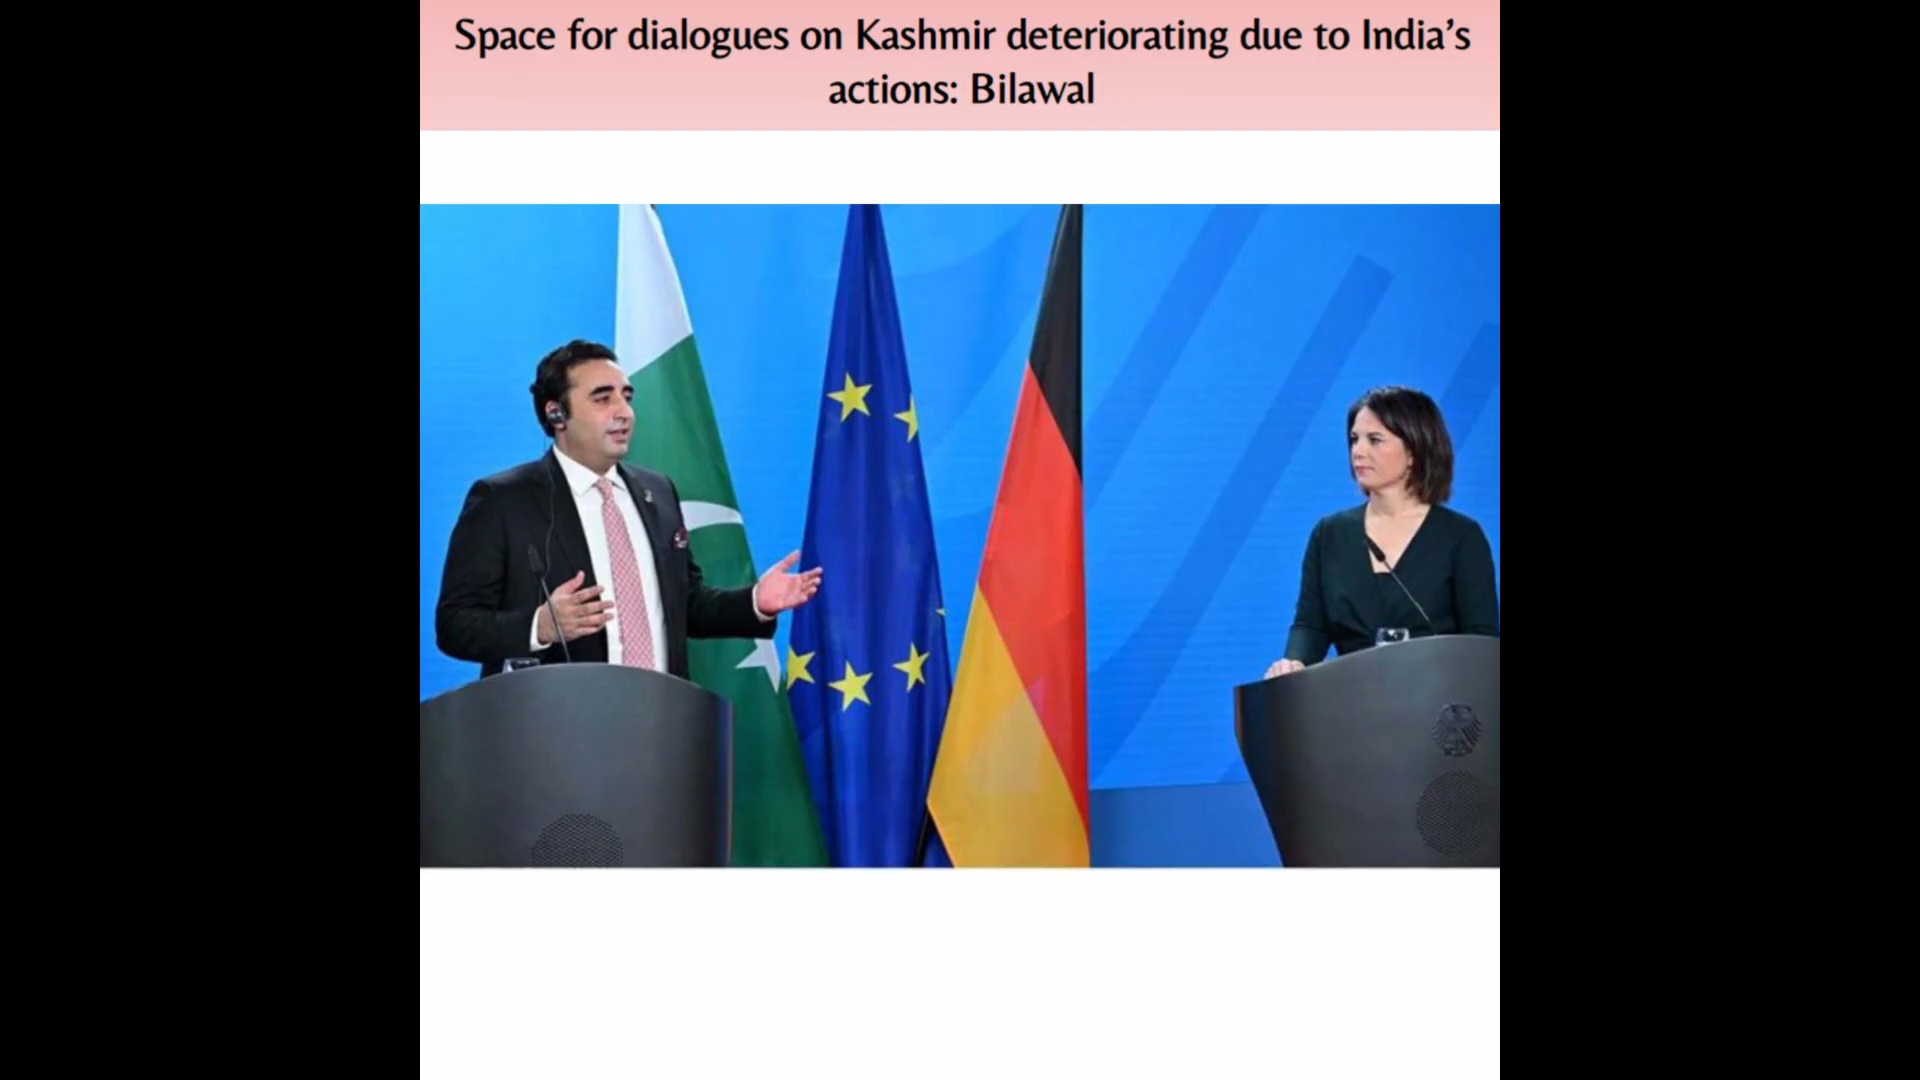 Space for dialogues on Kashmir deteriorating due to India’s
actions: Bilawal